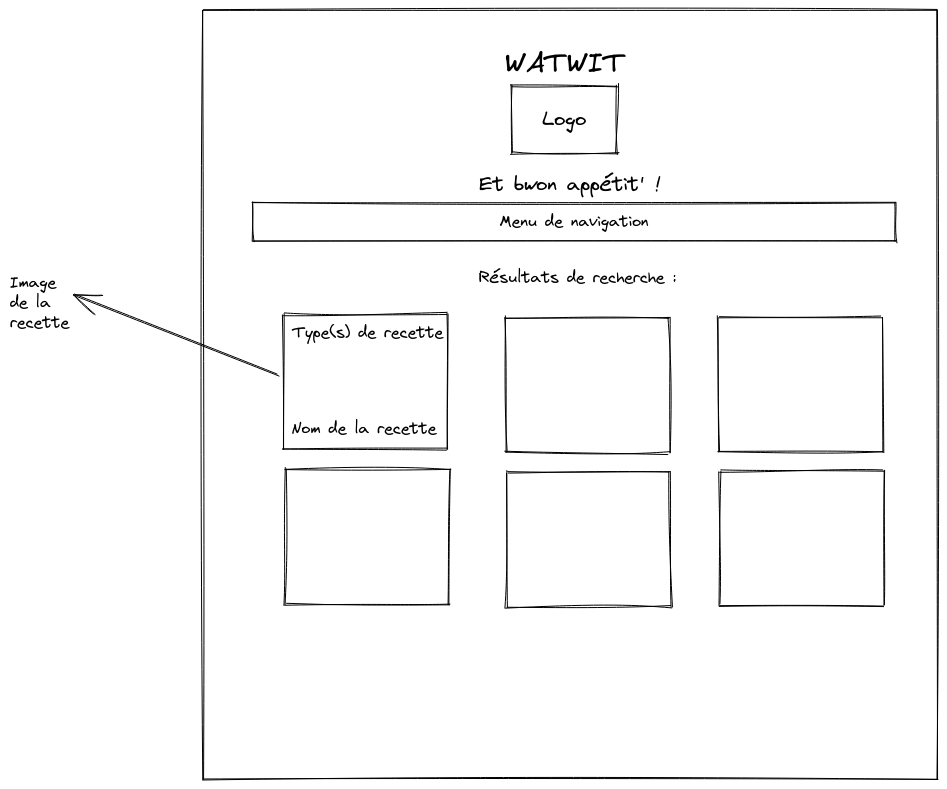 WATWIT
Logo
Et bwon appétit' !
Menu de navigation
Résultats de recherche :
Image
de la
recette
Type(s) de recette
Nom de la recette